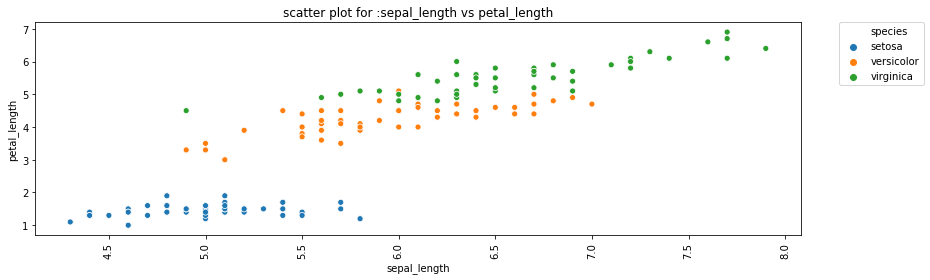 scatter plot for :sepal_length vs petal_length
species
setosa
versicolor
virginica
petal_length
7
6
5
4
3
2
1
4.5
5.0
5.5
6.0
6.5
7.0
7.5
8.0
sepal_length